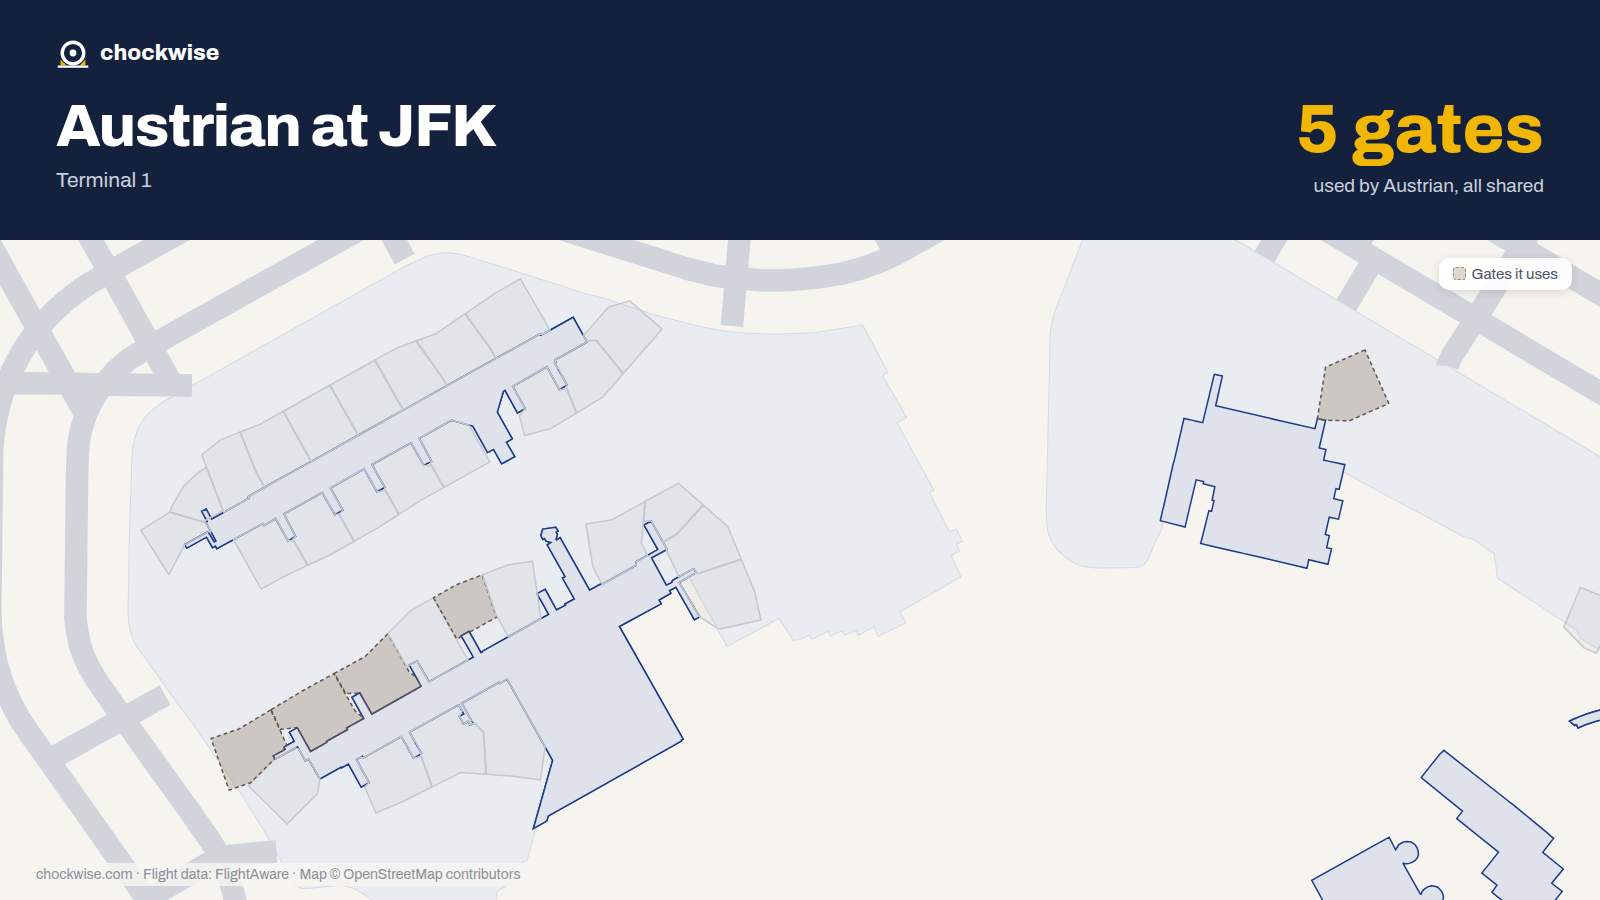 chockwise
Austrian at JFK
Terminal 1
5 gates
used by Austrian, all shared
Gates it uses
chockwise.com · Flight data: FlightAware · Map © OpenStreetMap contributors